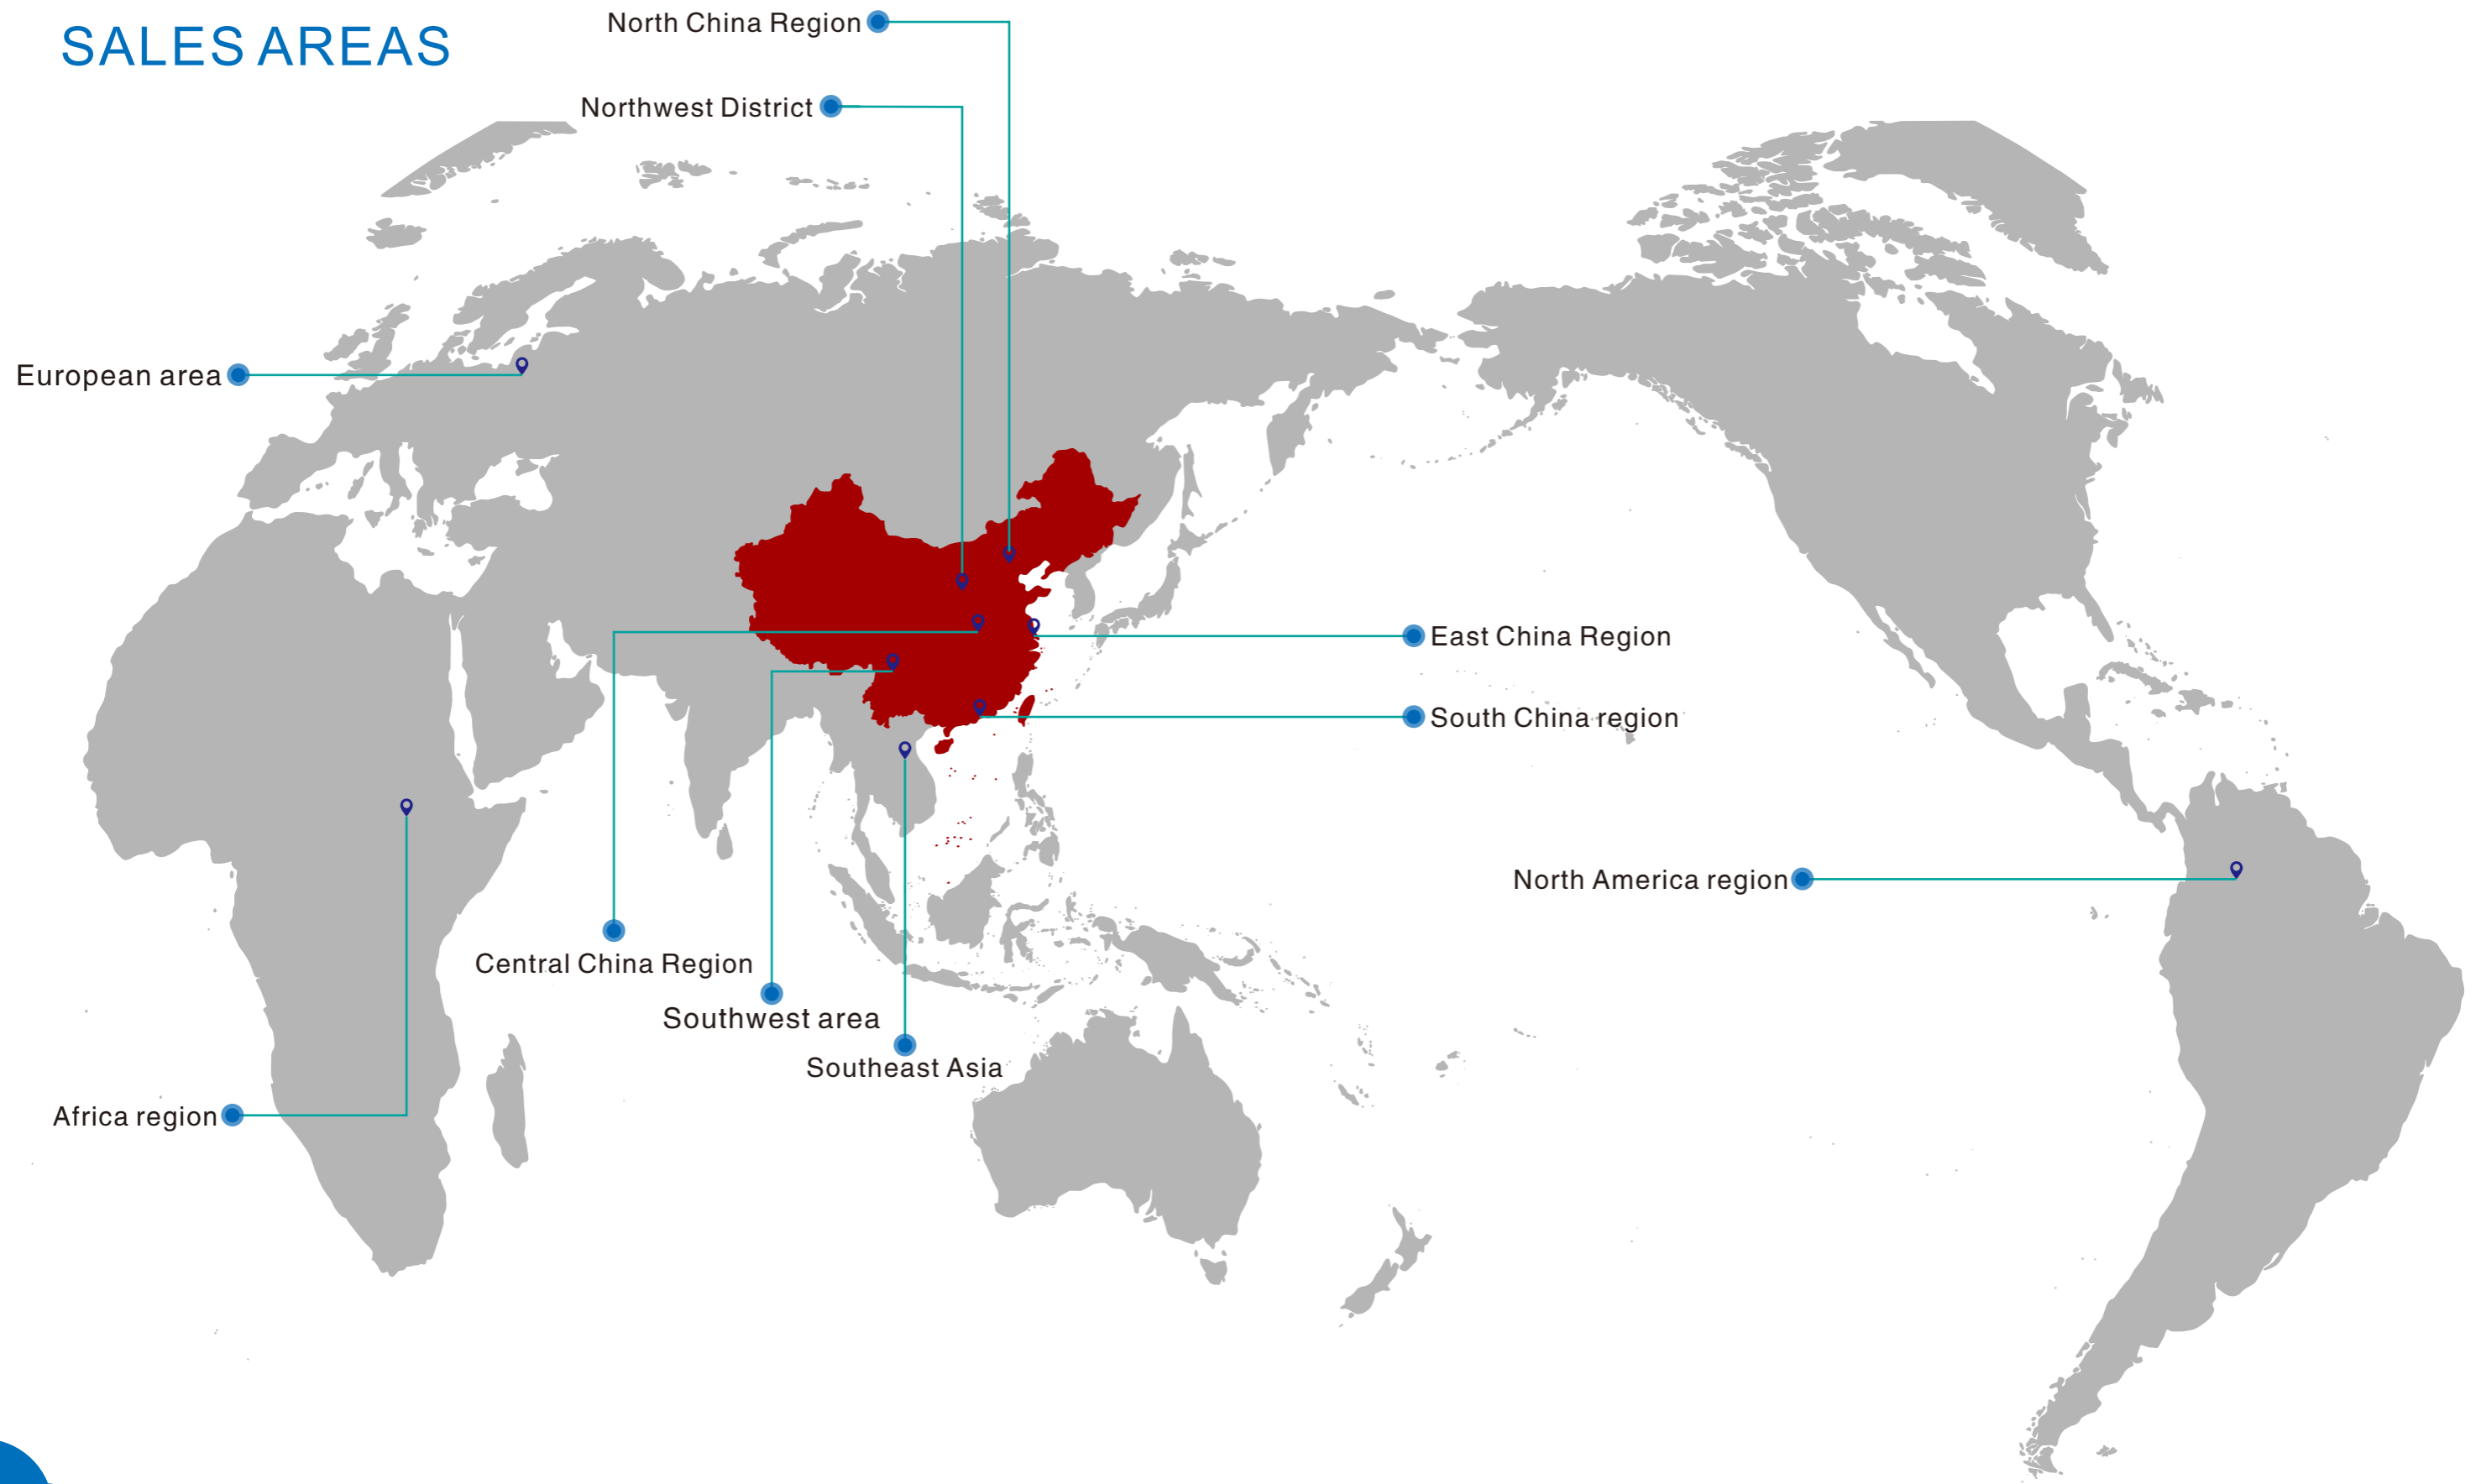 SALES AREAS
North China Region
Northwest District
European area
East China Region
South China region
North America region
Central China Region
Southwest area
Southeast Asia
Africa region